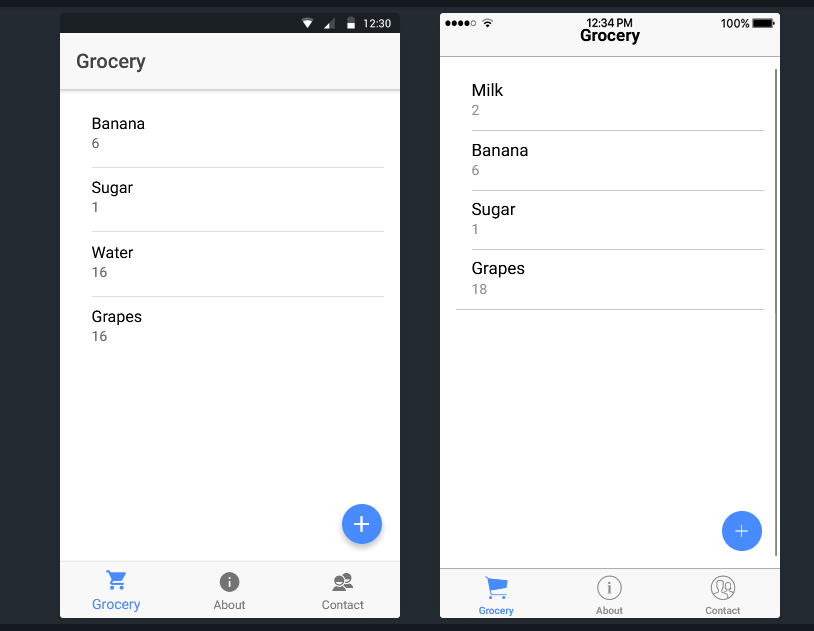 12:30
Grocery
Banana
6
Sugar
1
Water
16
Grapes
16
Grocery
About
Contact
12:34 PM
100%
Grocery
Milk
2
Banana
6
Sugar
1
Grapes
18
Grocery
About
Contact